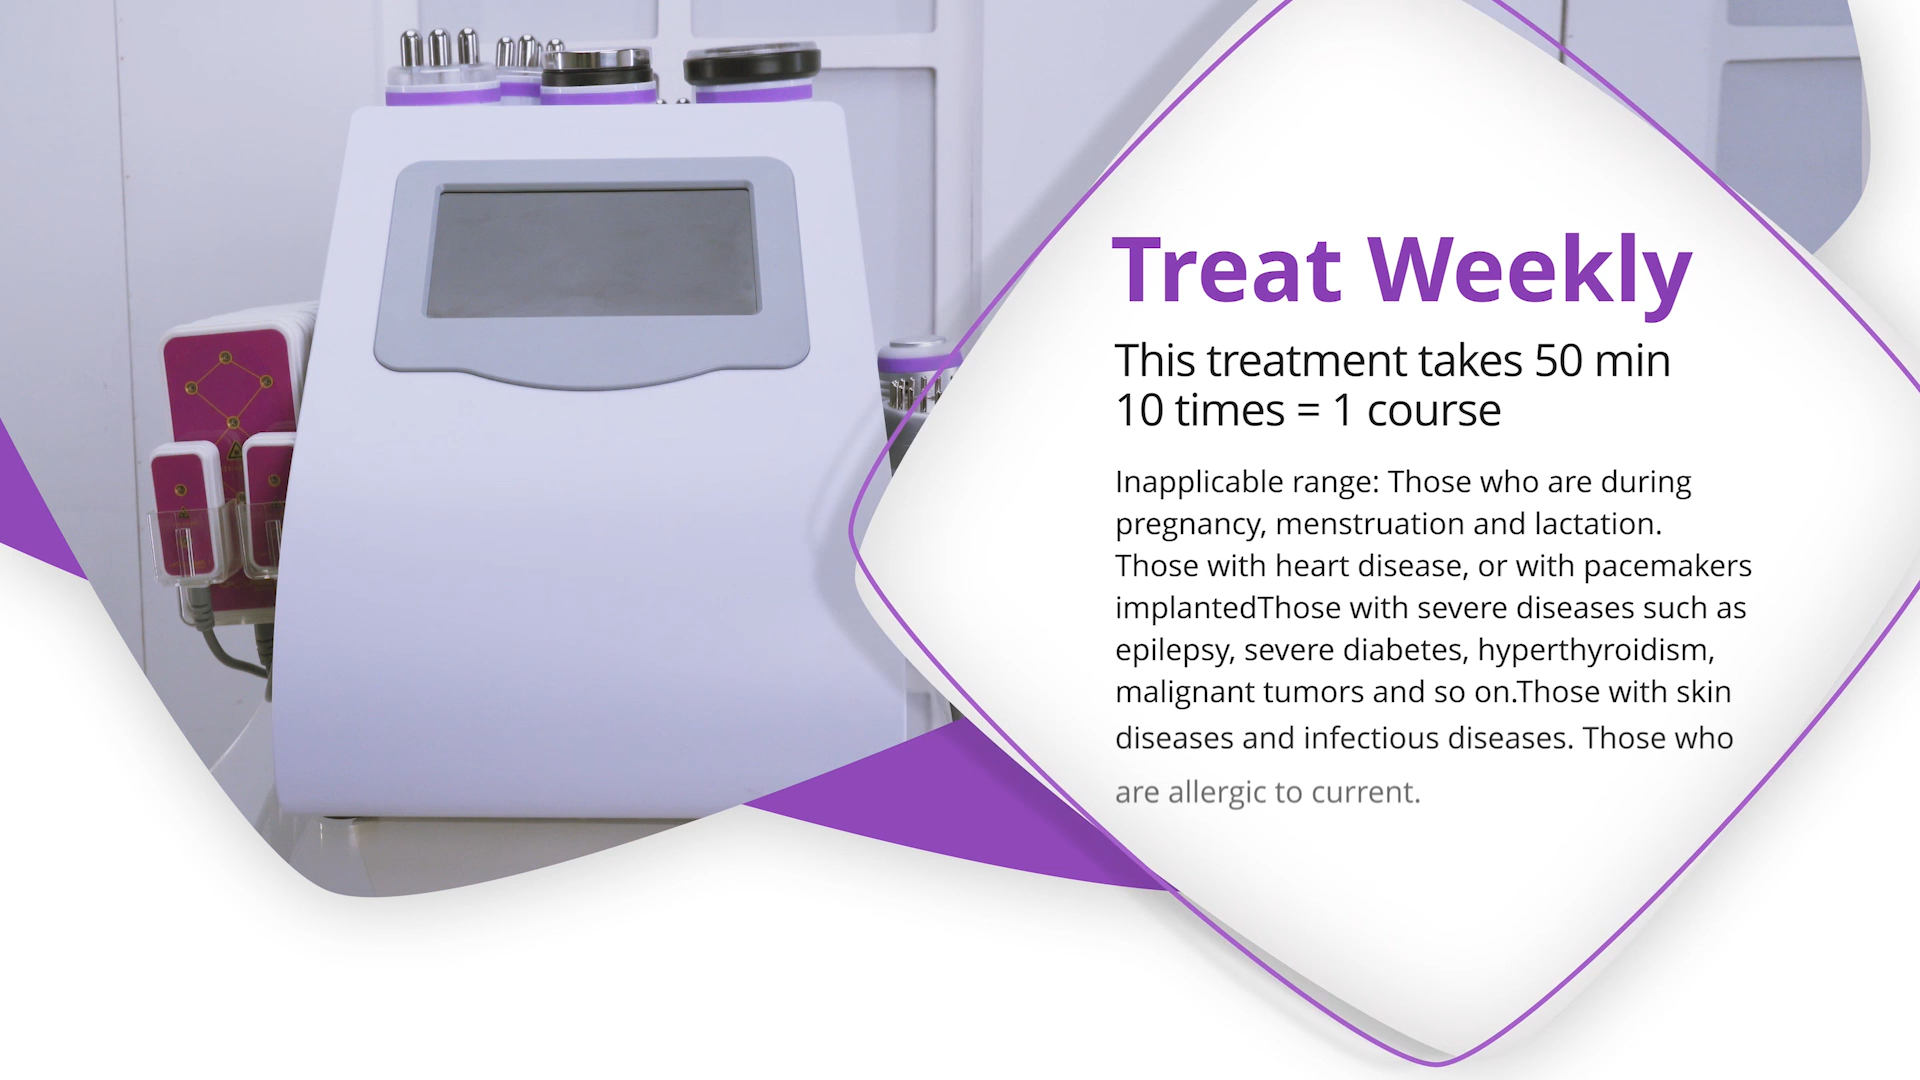 Treat Weekly
This treatment takes 50 min
10 times = 1 course
Inapplicable range: Those who are during
pregnancy, menstruation and lactation.
Those with heart disease, or with pacemakers
implantedThose with severe diseases such as
epilepsy, severe diabetes, hyperthyroidism,
malignant tumors and so on.Those with skin
diseases and infectious diseases. Those who
are allergic to current.